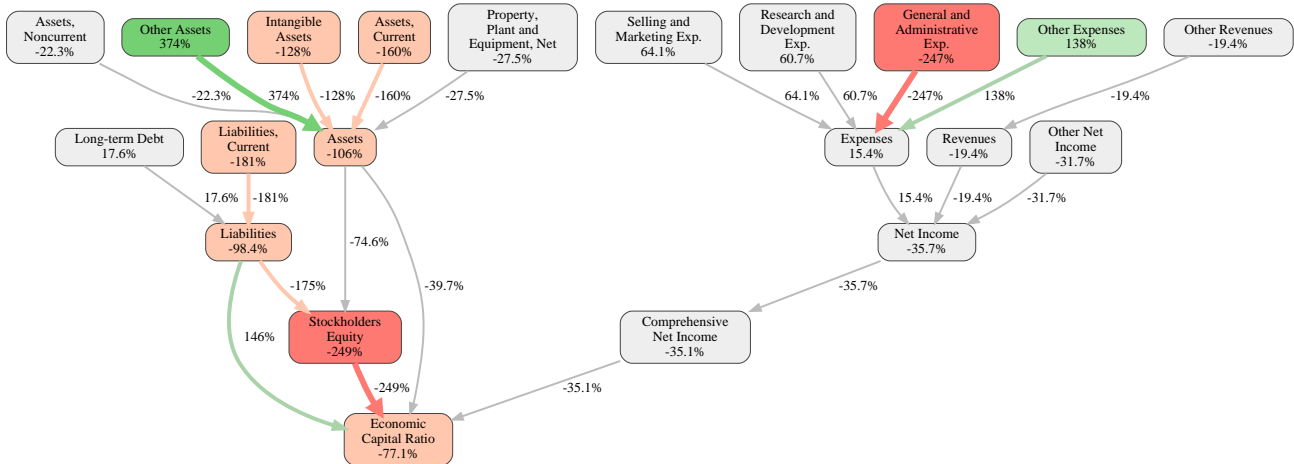 Assets,
Noncurrent
-22.3%
Other Assets
374%
Intangible
Assets
-128%
Assets,
Current
-160%
Property,
Plant and
Equipment, Net
-27.5%
Selling and
Marketing Exp.
64.1%
Research and
Development
Exp.
60.7%
General and
Administrative
Exp.
-247%
Other Expenses
138%
Other Revenues
-19.4%
-22.3%
374%
-128%
-160%
-27.5%
64.1%
60.7%
-247%
138%
-19.4%
Long-term Debt
17.6%
Liabilities,
Current
-181%
Assets
-106%
Expenses
15.4%
Revenues
-19.4%
Other Net
Income
-31.7%
17.6%
-181%
15.4%
-19.4%
-31.7%
Liabilities
-98.4%
-74.6%
Net Income
-35.7%
-175%
-39.7%
-35.7%
146%
Stockholders
Equity
-249%
Comprehensive
Net Income
-35.1%
-249%
-35.1%
Economic
Capital Ratio
-77.1%